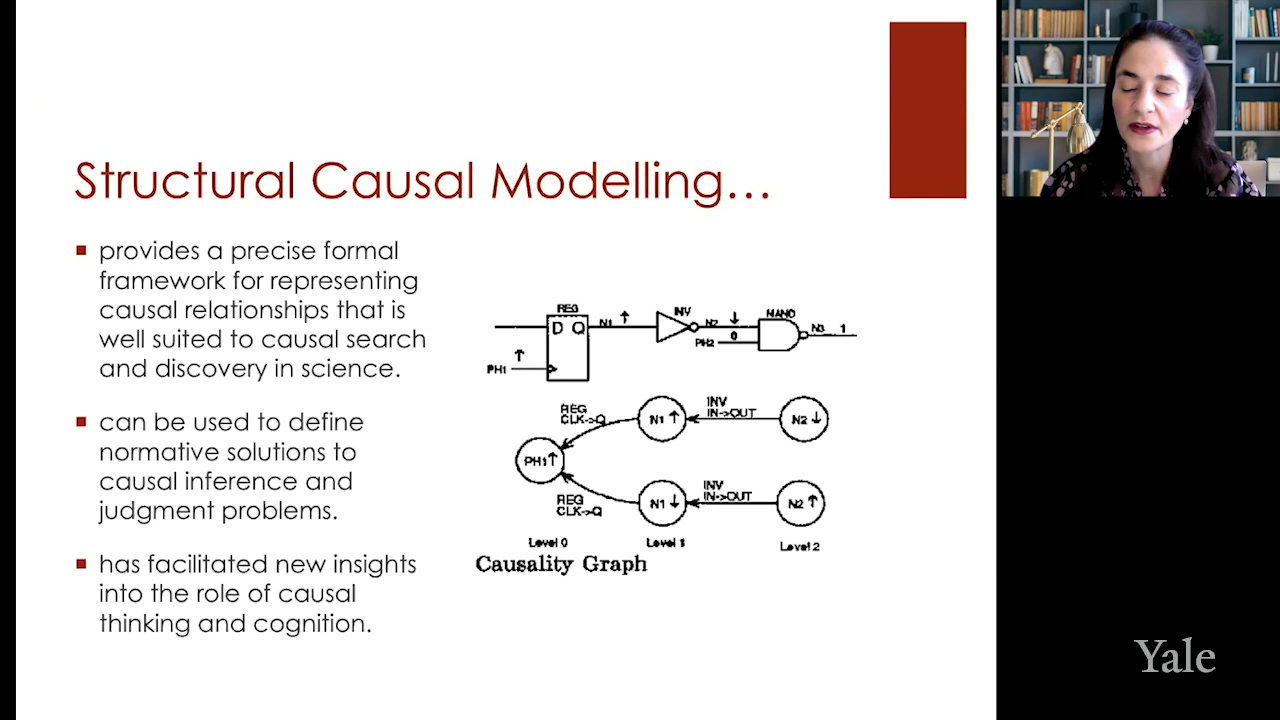 Structural Causal Modelling...
provides a precise formal
framework for representing
causal relationships that is
well suited to causal search
and discovery in science.
can be used to define
normative solutions to
causal inference and
judgment problems.
has facilitated new insights
into the role of causal
thinking and cognition.
REG
D Q
N1 ↑
INV
N2 ↓
NAND
N3 1
PH2 0
PH1 ↑
REG
CLK->Q
N1 ↑
INV
IN->OUT
N2 ↓
PH1↑
REG
CLK->Q
N1 ↓
INV
IN->OUT
N2 ↑
Level 0
Level 1
Level 2
Causality Graph
Yale